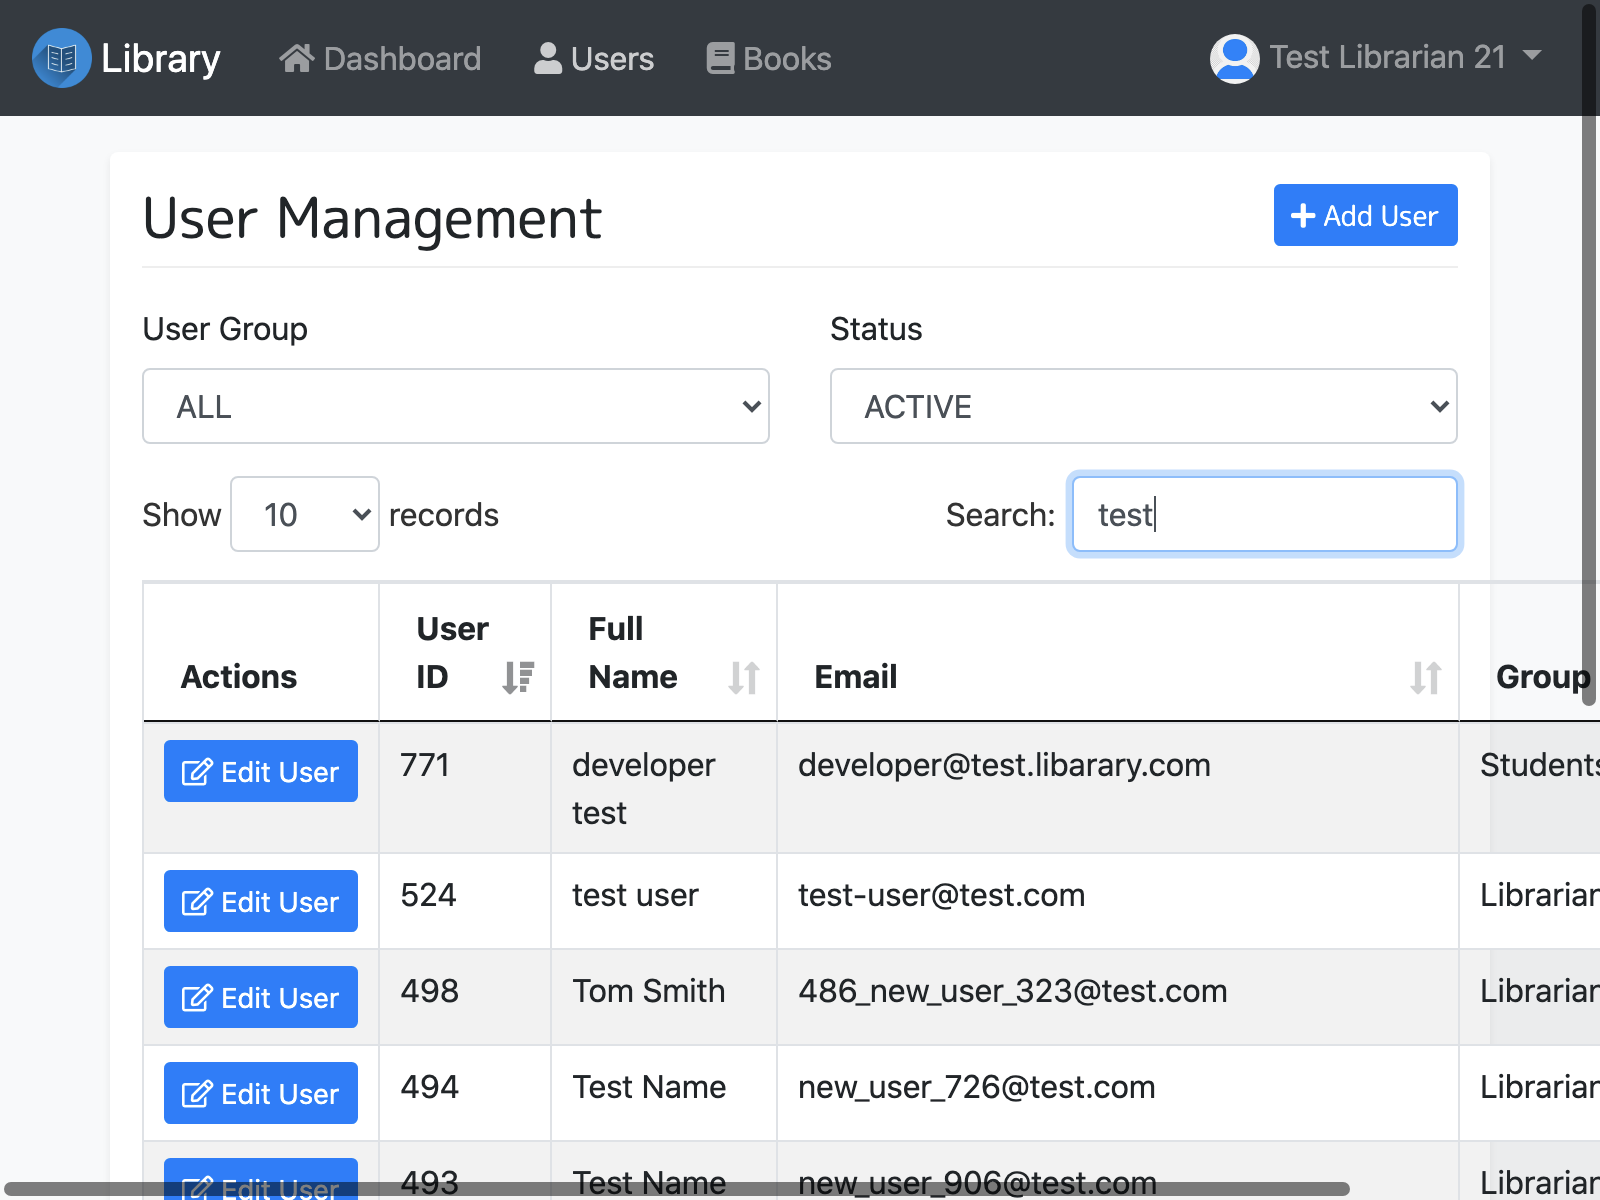 Library Dashboard Users Books Test Librarian 21
User Management
Add User
User Group Status
ALL ACTIVE
Show 10 records Search: test
Actions User ID Full Name Email Group
Edit User 771 developer test developer@test.libarary.com Students
Edit User 524 test user test-user@test.com Librarian
Edit User 498 Tom Smith 486_new_user_323@test.com Librarian
Edit User 494 Test Name new_user_726@test.com Librarian
Edit User 493 Test Name new_user_906@test.com Librarian